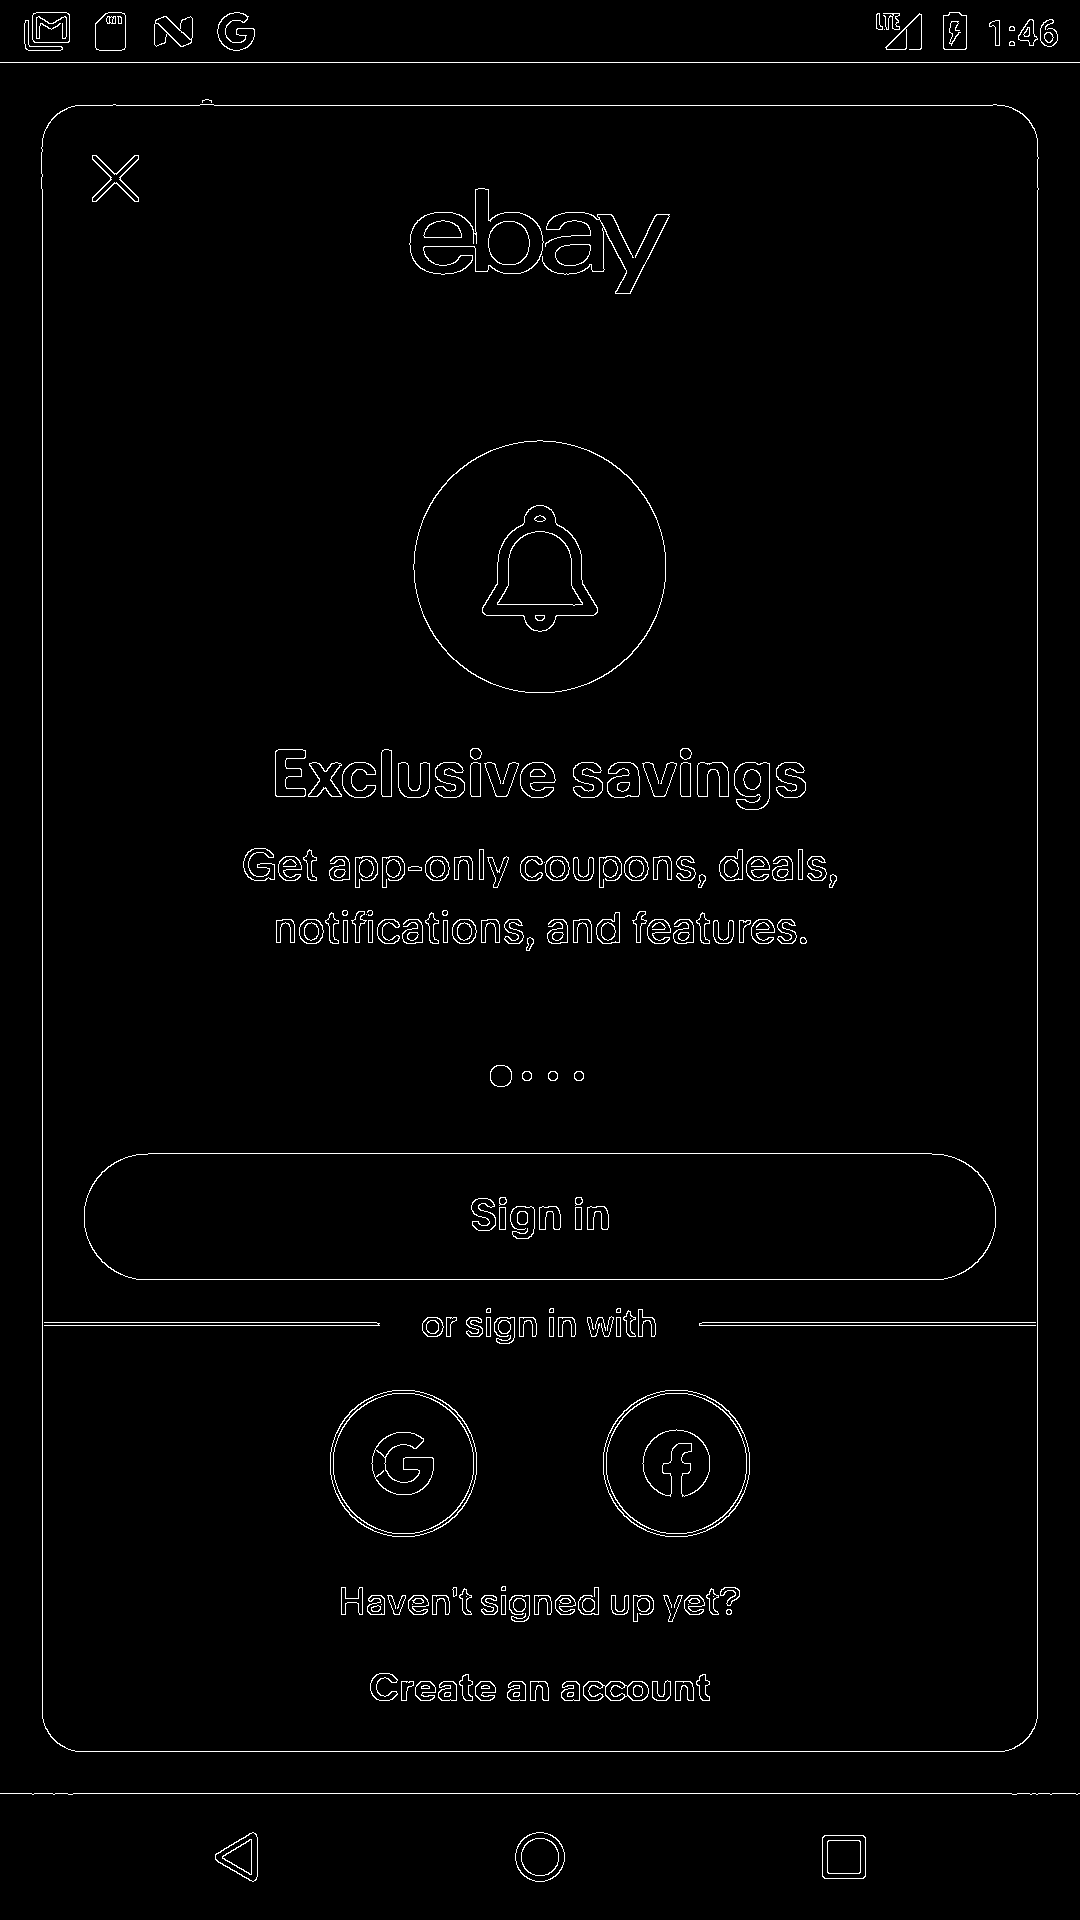 LTE 1:46
ebay
Exclusive savings
Get app-only coupons, deals,
notifications, and features.
Sign in
or sign in with
Haven't signed up yet?
Create an account